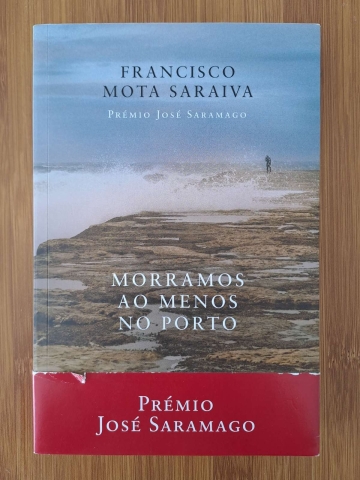 FRANCISCO
MOTA SARAIVA
PRÉMIO JOSÉ SARAMAGO
MORRAMOS
AO MENOS
NO PORTO
PRÉMIO
JOSÉ SARAMAGO